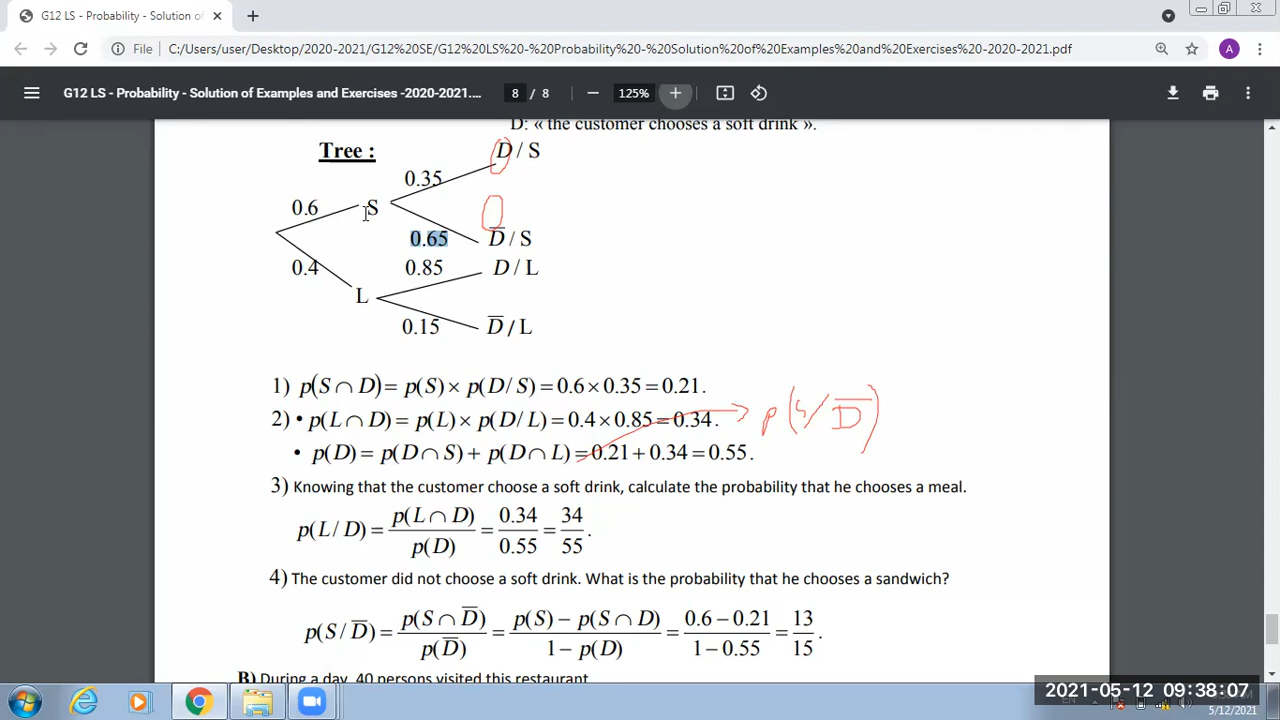 G12 LS - Probability - Solution of
File C:/Users/user/Desktop/2020-2021/G12%20SE/G12%20LS%20-%20Probability%20-%20Solution%20of%20Examples%20and%20Exercises%20-2020-2021.pdf
A
G12 LS - Probability - Solution of Examples and Exercises -2020-2021....
8 / 8
125%
D: « the customer chooses a soft drink ».
Tree :
D / S
0.35
0.6
S
0.65
D̅ / S
0.4
0.85
D / L
L
0.15
D̅ / L
1) p(S ∩ D) = p(S) × p(D / S) = 0.6 × 0.35 = 0.21.
2) • p(L ∩ D) = p(L) × p(D / L) = 0.4 × 0.85 = 0.34.
p(S/D̅)
• p(D) = p(D ∩ S) + p(D ∩ L) = 0.21 + 0.34 = 0.55.
3) Knowing that the customer choose a soft drink, calculate the probability that he chooses a meal.
p(L / D) = p(L ∩ D) / p(D) = 0.34 / 0.55 = 34 / 55.
4) The customer did not choose a soft drink. What is the probability that he chooses a sandwich?
p(S / D̅) = p(S ∩ D̅) / p(D̅) = p(S) − p(S ∩ D) / 1 − p(D) = 0.6 − 0.21 / 1 − 0.55 = 13 / 15.
B) During a day, 40 persons visited this restaurant.
2021-05-12 09:38:07
5/12/2021